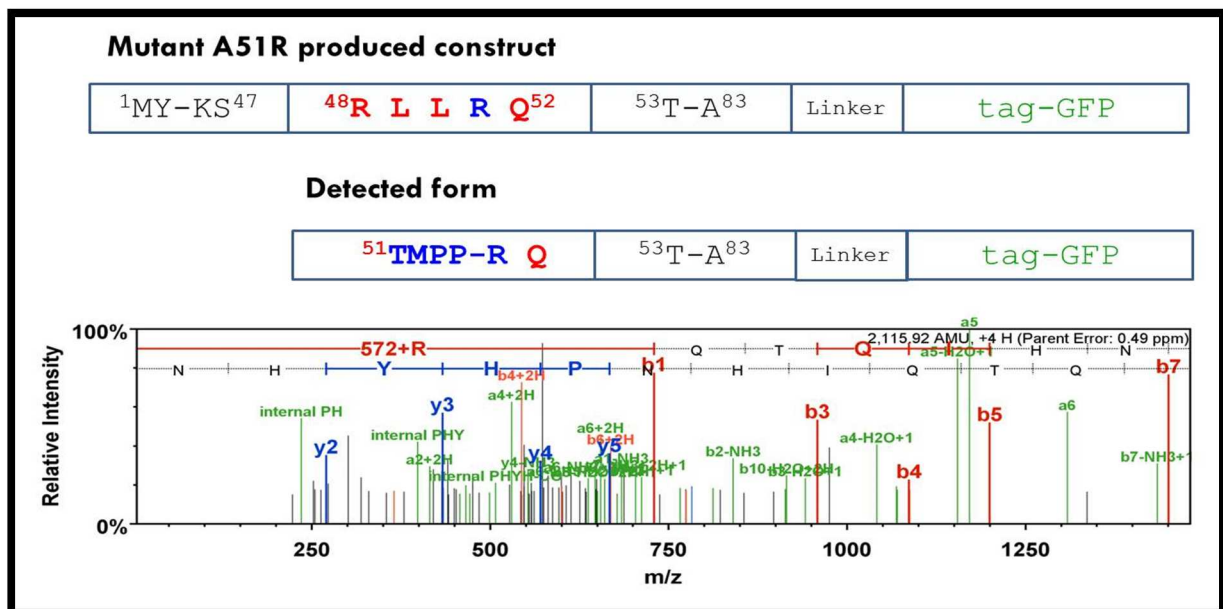 Mutant A51R produced construct
¹MY-KS⁴⁷ ⁴⁸R L L R Q⁵² ⁵³T-A⁸³ Linker tag-GFP
Detected form
⁵¹TMPP-R Q ⁵³T-A⁸³ Linker tag-GFP
100%
2,115.92 AMU, +4 H (Parent Error: 0.49 ppm)
a5
572+R Q T Q H N
a5-H2O+1
N H Y H P N H I Q T Q
b1 b7
b4+2H
a4+2H
internal PH y3 b3 a6
a6+2H
internal PHY b5
b6+2H
y2 y4 y5 a4-H2O+1
a2+2H b2-NH3 b7-NH3+1
b4
0%
250 500 750 1000 1250
m/z
Relative Intensity